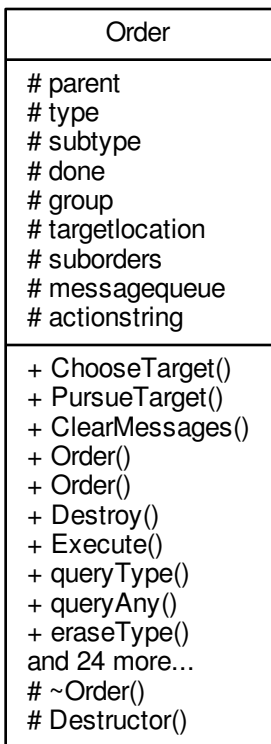 Order
# parent
# type
# subtype
# done
# group
# targetlocation
# suborders
# messagequeue
# actionstring
+ ChooseTarget()
+ PursueTarget()
+ ClearMessages()
+ Order()
+ Order()
+ Destroy()
+ Execute()
+ queryType()
+ queryAny()
+ eraseType()
and 24 more...
# ~Order()
# Destructor()